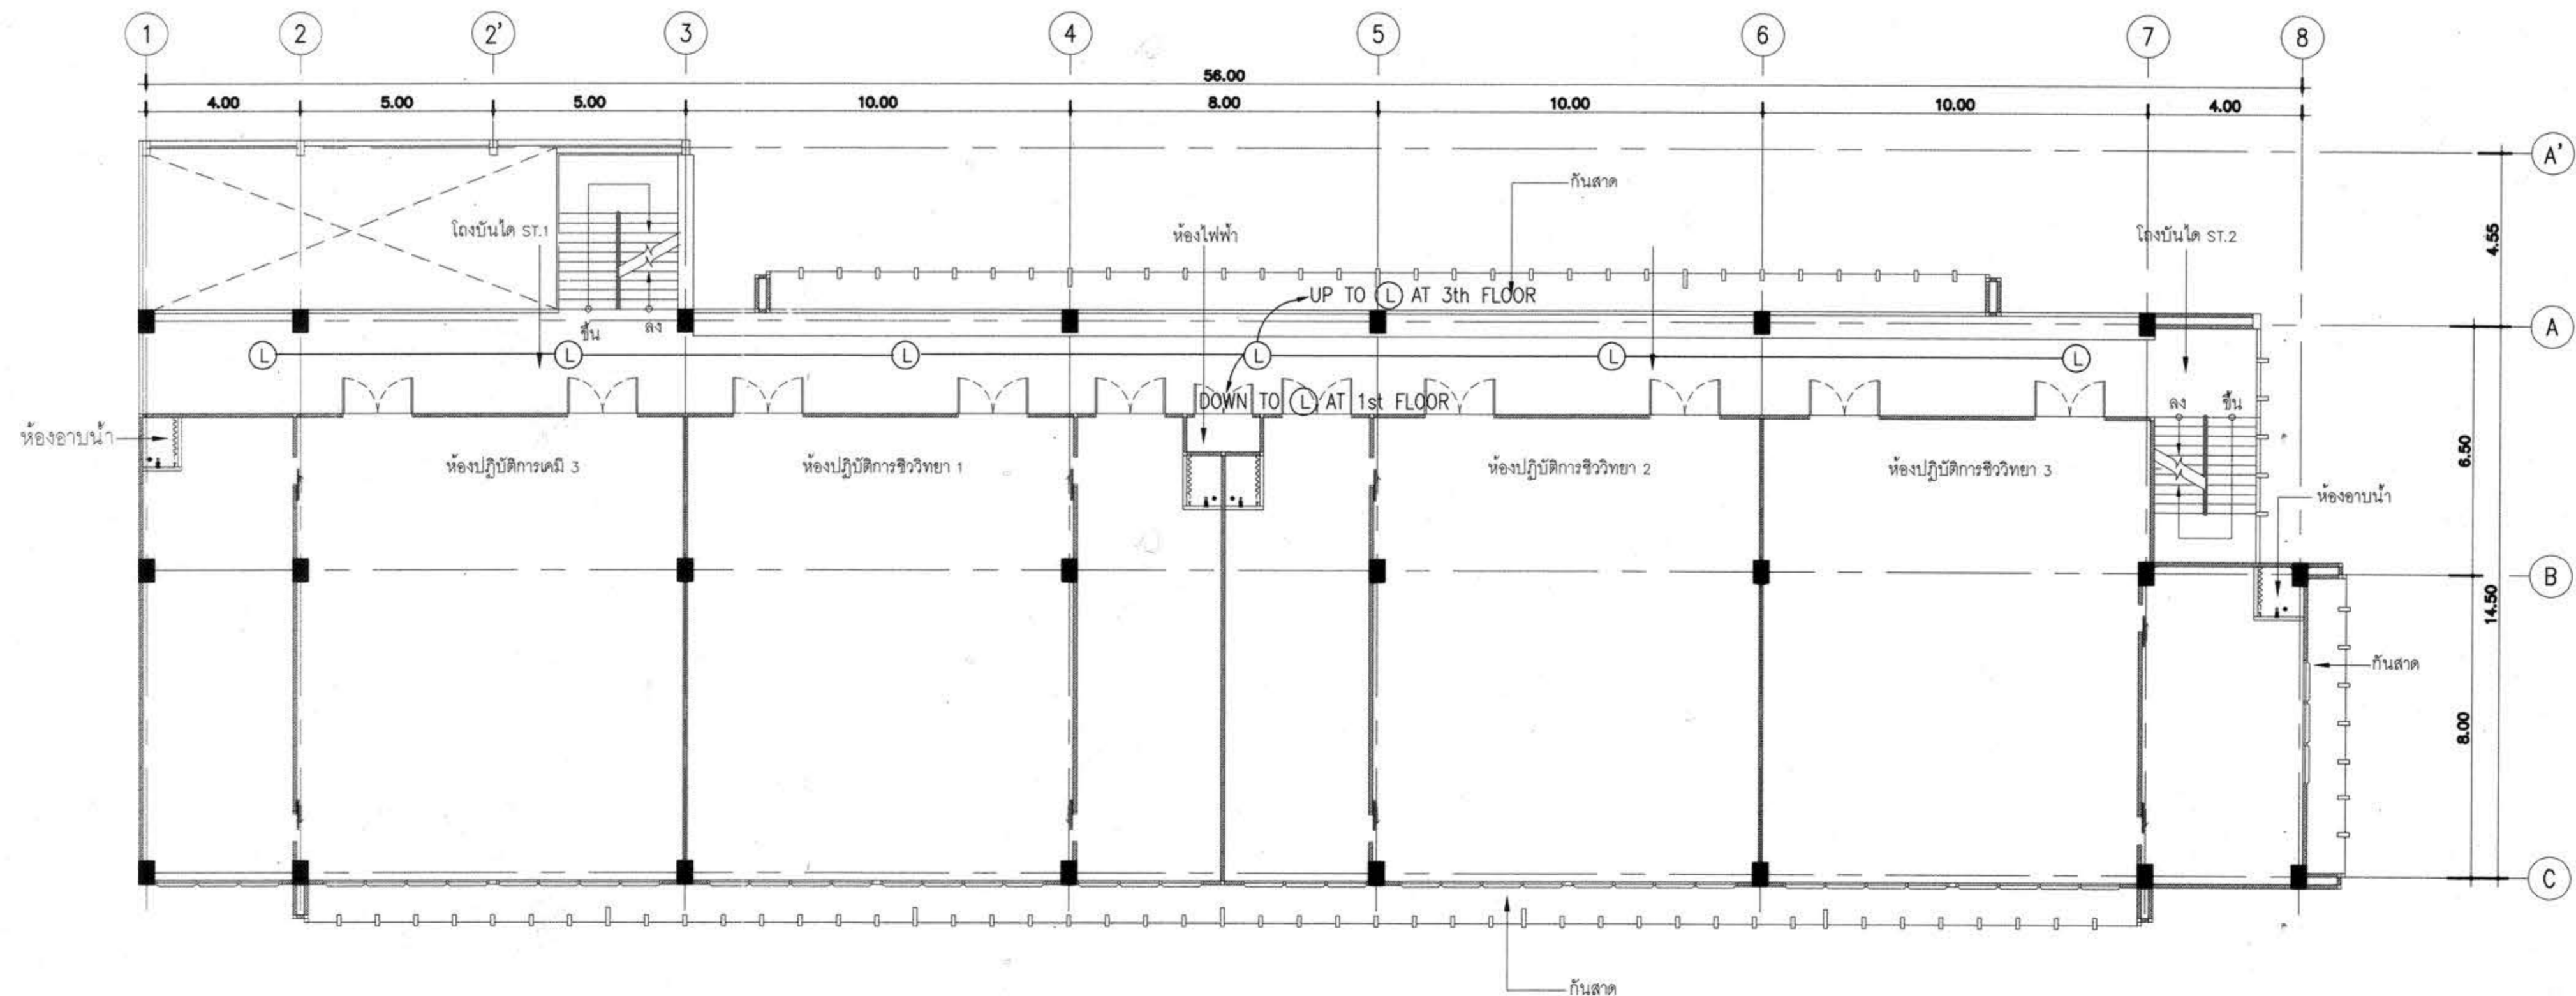 1 2 2' 3 4 5 6 7 8
56.00
4.00 5.00 5.00 10.00 8.00 10.00 10.00 4.00
A'
กันสาด
โถงบันได ST.1
ห้องไฟฟ้า
โถงบันได ST.2
4.55
UP TO L AT 3th FLOOR
ขึ้น ลง
A
L L L L L L
DOWN TO L AT 1st FLOOR
ลง ขึ้น
ห้องอาบน้ำ
ห้องปฏิบัติการเคมี 3
ห้องปฏิบัติการชีววิทยา 1
ห้องปฏิบัติการชีววิทยา 2
ห้องปฏิบัติการชีววิทยา 3
6.50
ห้องอาบน้ำ
B
14.50
กันสาด
8.00
C
กันสาด